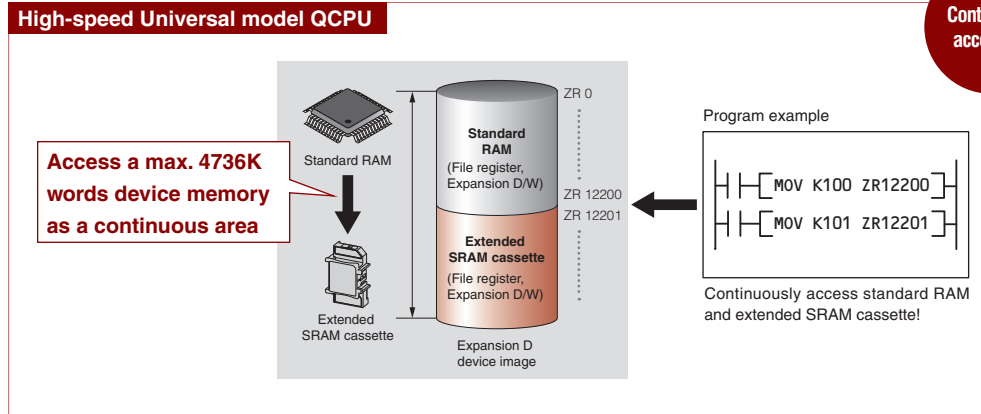 High-speed Universal model QCPU
Access a max. 4736K
words device memory
as a continuous area
Standard RAM
Extended
SRAM cassette
Standard
RAM
(File register,
Expansion D/W)
Extended
SRAM cassette
(File register,
Expansion D/W)
Expansion D
device image
ZR 0
ZR 12200
ZR 12201
Program example
MOV K100 ZR12200
MOV K101 ZR12201
Continuously access standard RAM
and extended SRAM cassette!